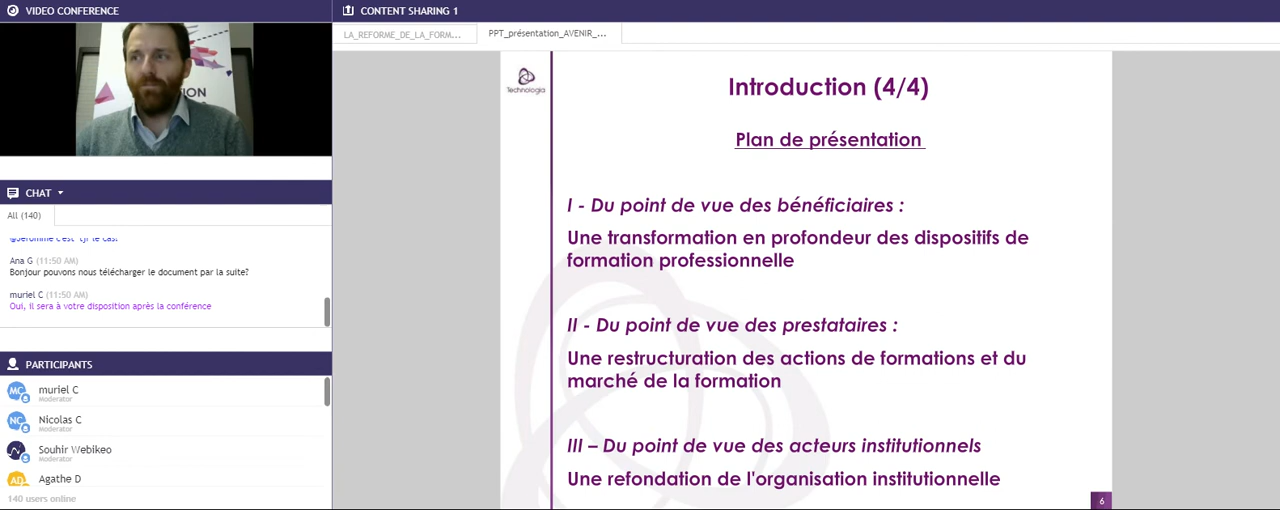 VIDEO CONFERENCE
ION
CHAT
All (140)
Ana G (11:50 AM)
Bonjour pouvons nous télécharger le document par la suite?
muriel C (11:50 AM)
Oui, il sera à votre disposition après la conférence
PARTICIPANTS
MC muriel C
Moderator
NC Nicolas C
Moderator
Souhir Webikeo
Moderator
AD Agathe D
140 users online
CONTENT SHARING 1
LA_REFORME_DE_LA_FORM...
PPT_présentation_AVENIR_...
Technologia
Introduction (4/4)
Plan de présentation
I - Du point de vue des bénéficiaires :
Une transformation en profondeur des dispositifs de
formation professionnelle
II - Du point de vue des prestataires :
Une restructuration des actions de formations et du
marché de la formation
III – Du point de vue des acteurs institutionnels
Une refondation de l'organisation institutionnelle
6